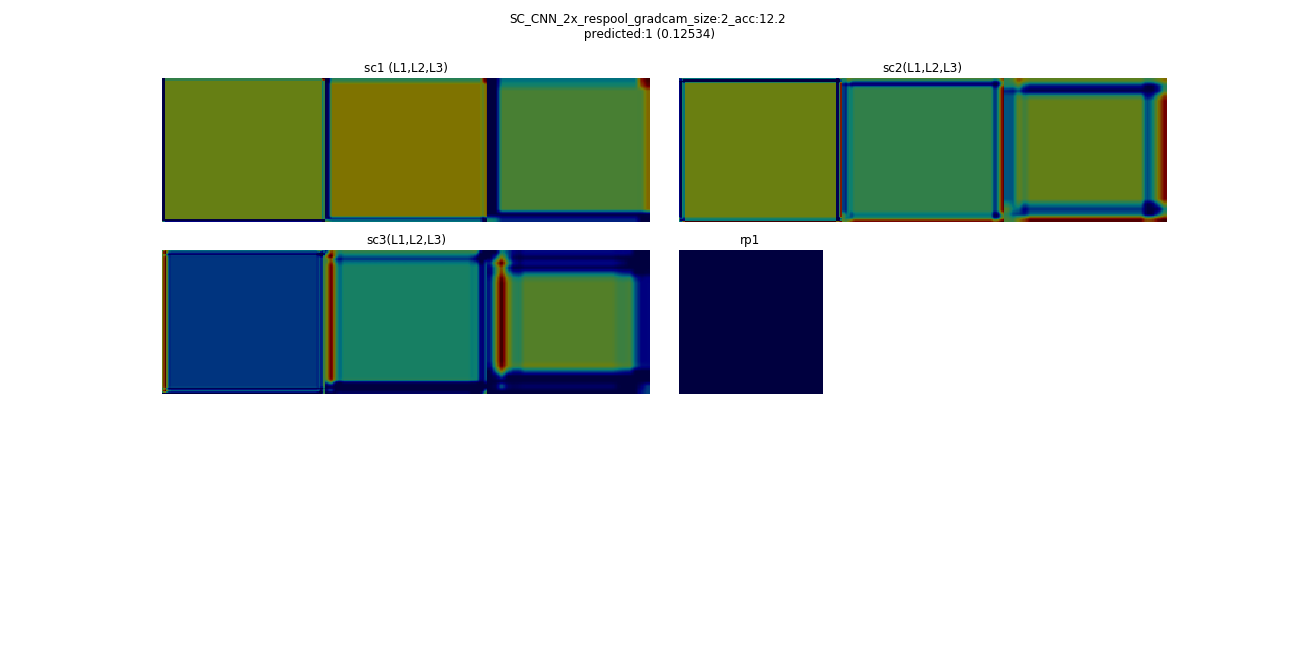 SC_CNN_2x_respool_gradcam_size:2_acc:12.2
predicted:1 (0.12534)
sc1 (L1,L2,L3)
sc2(L1,L2,L3)
sc3(L1,L2,L3)
rp1